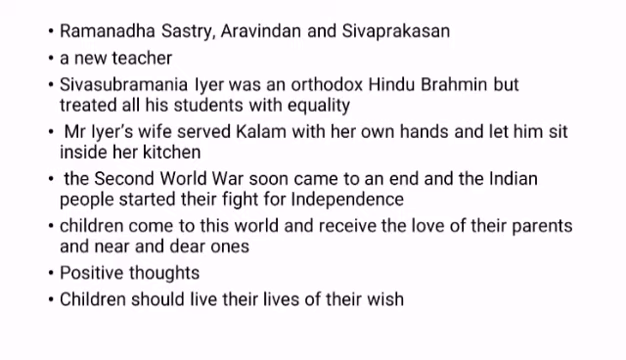 • Ramanadha Sastry, Aravindan and Sivaprakasan
• a new teacher
• Sivasubramania Iyer was an orthodox Hindu Brahmin but
treated all his students with equality
• Mr Iyer's wife served Kalam with her own hands and let him sit
inside her kitchen
• the Second World War soon came to an end and the Indian
people started their fight for Independence
• children come to this world and receive the love of their parents
and near and dear ones
• Positive thoughts
• Children should live their lives of their wish